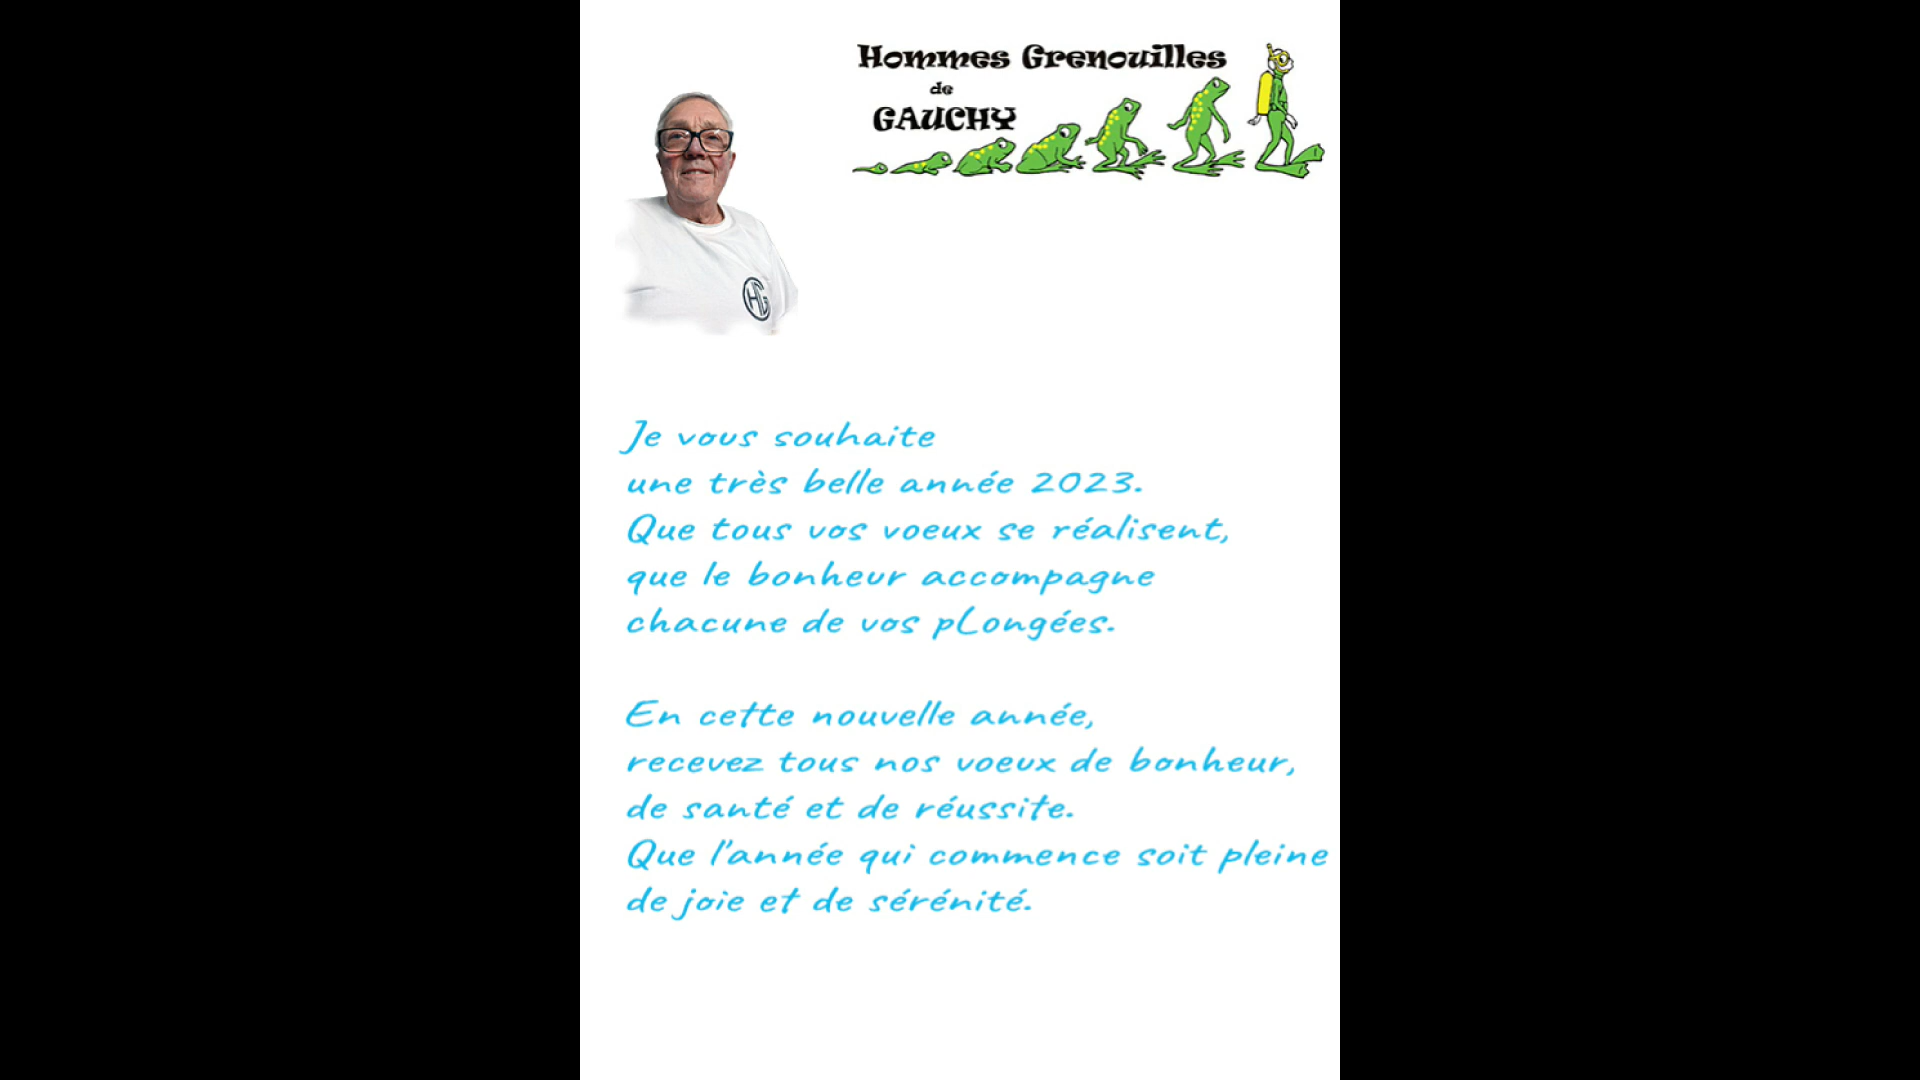 Hommes Grenouilles
de
GAUCHY
HG
Je vous souhaite
une très belle année 2023.
Que tous vos voeux se réalisent,
que le bonheur accompagne
chacune de vos pLongées.
En cette nouvelle année,
recevez tous nos voeux de bonheur,
de santé et de réussite.
Que l'année qui commence soit pleine
de joie et de sérénité.